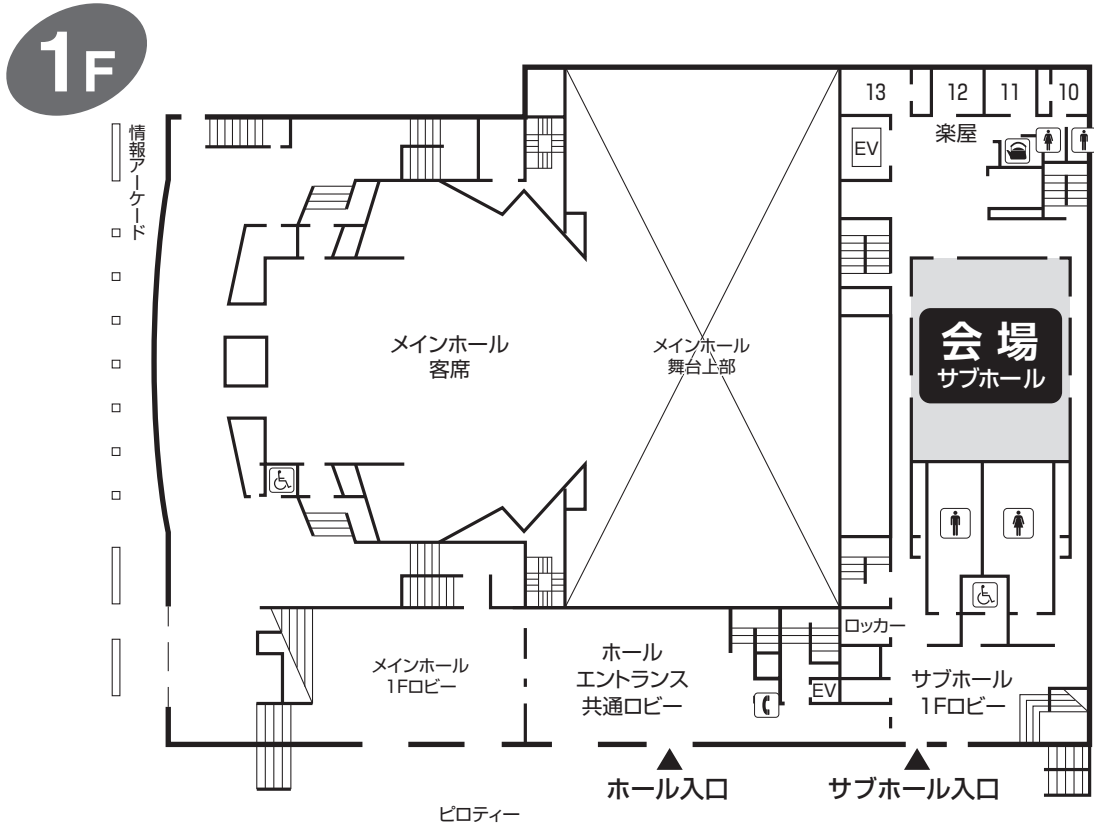 1F
情報アーケード
13
12
11
10
楽屋
EV
メインホール
客席
メインホール
舞台上部
会場
サブホール
ロッカー
メインホール
1Fロビー
ホール
エントランス
共通ロビー
EV
サブホール
1Fロビー
ホール入口
サブホール入口
ピロティー